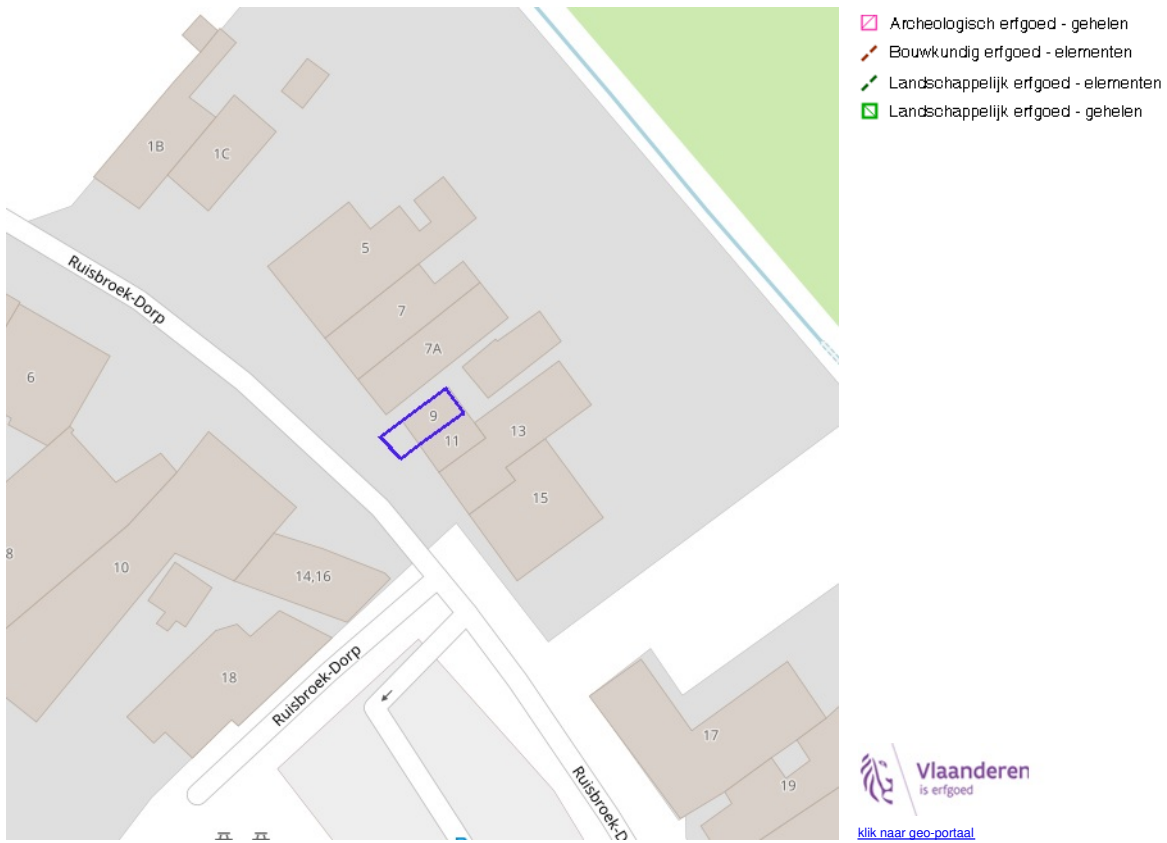 Archeologisch erfgoed - gehelen
Bouwkundig erfgoed - elementen
Landschappelijk erfgoed - elementen
Landschappelijk erfgoed - gehelen
1B
1C
5
Ruisbroek-Dorp
7
7A
6
9
11
13
15
8
10
14,16
18
Ruisbroek-Dorp
17
19
Ruisbroek-D
Vlaanderen
is erfgoed
klik naar geo-portaal